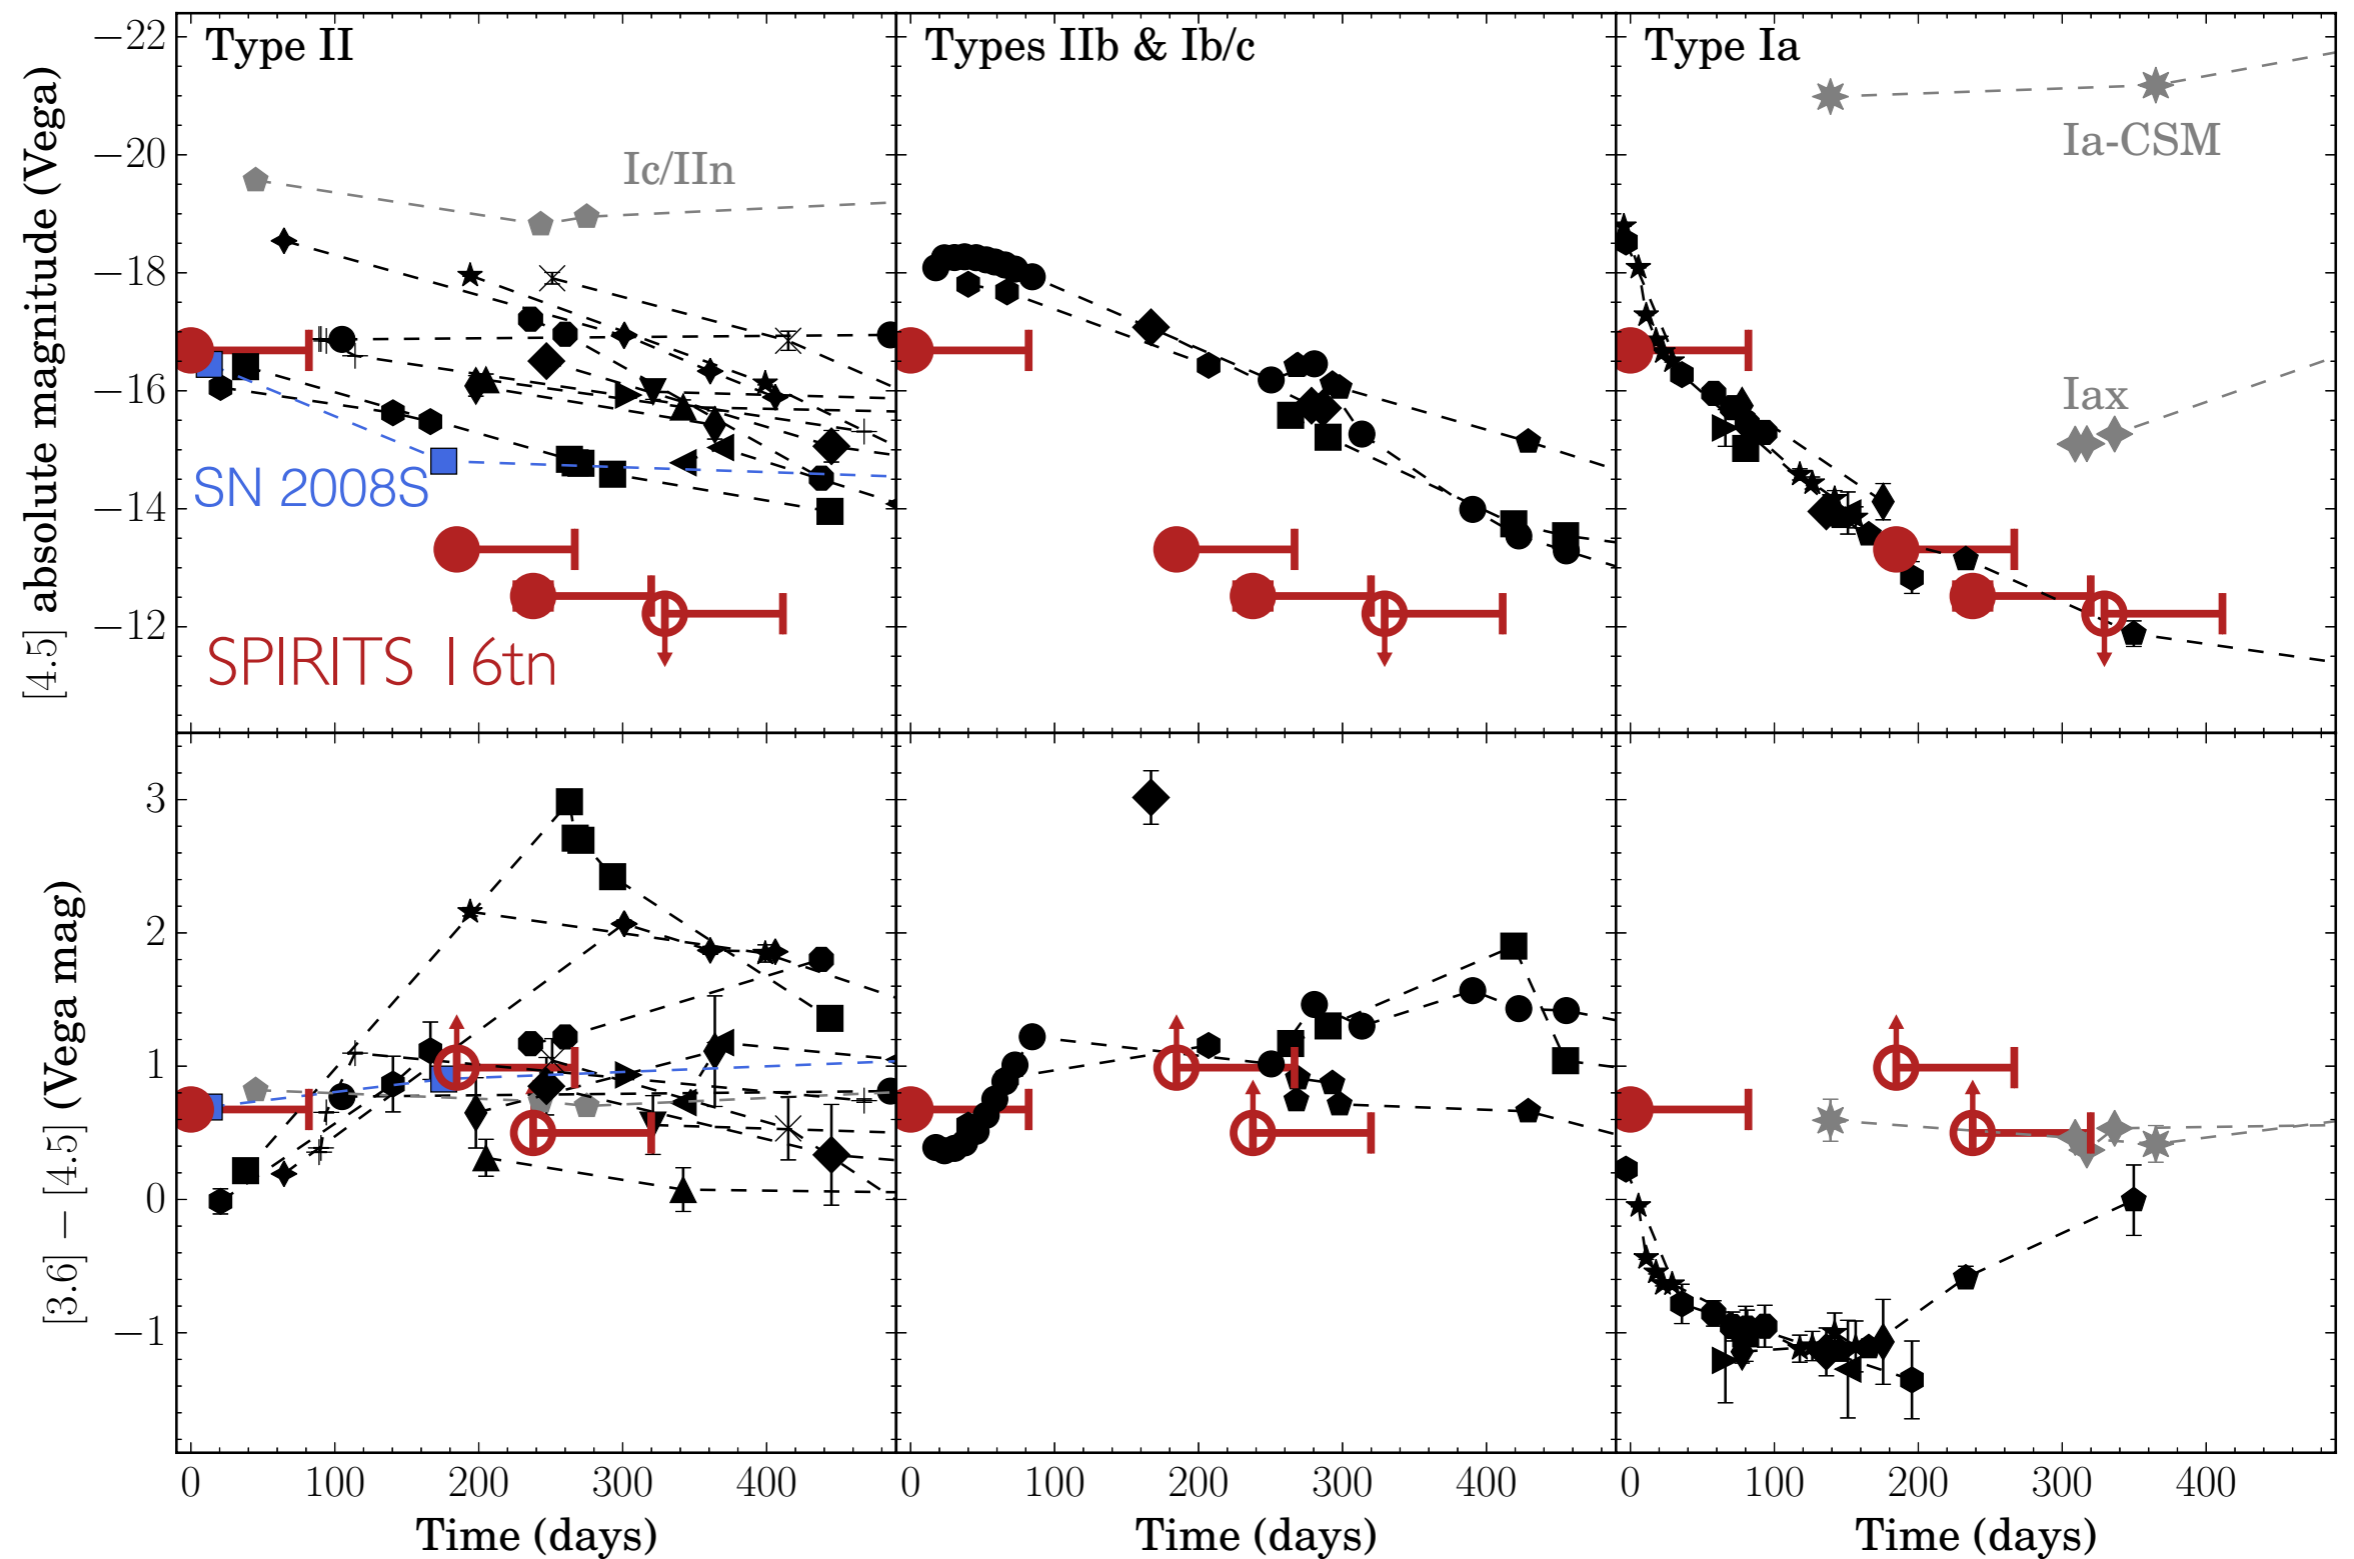 Type II
Types IIb & Ib/c
Type Ia
[4.5] absolute magnitude (Vega)
−22
−20
−18
−16
−14
−12
Ic/IIn
Ia-CSM
Iax
SN 2008S
SPIRITS 16tn
[3.6] − [4.5] (Vega mag)
3
2
1
0
−1
0 100 200 300 400
0 100 200 300 400
0 100 200 300 400
Time (days)
Time (days)
Time (days)